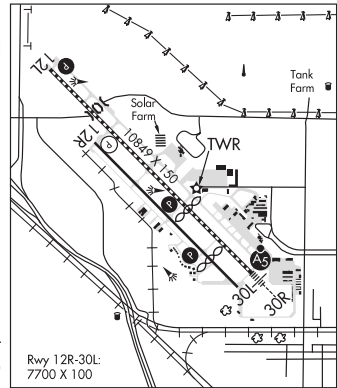 12L
P
Tank
Farm
Solar
Farm
10849 X 150
12R
P
TWR
P
P
A5
30L
30R
Rwy 12R-30L:
7700 X 100